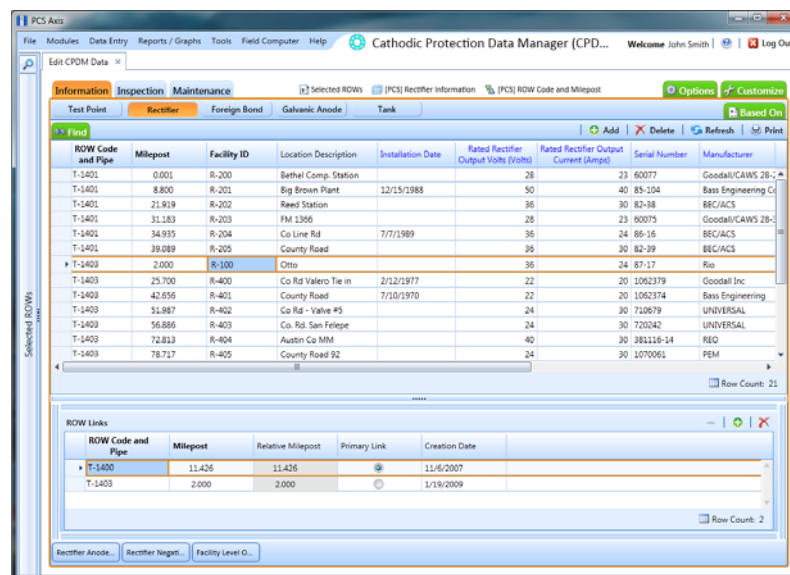 PCS Axis
File Modules Data Entry Reports / Graphs Tools Field Computer Help Cathodic Protection Data Manager (CPD... Welcome John Smith | Log Ou
Edit CPDM Data ×
Information Inspection Maintenance Selected ROWs [PCS] Rectifier Information [PCS] ROW Code and Milepost Options Customize
Test Point Rectifier Foreign Bond Galvanic Anode Tank Based On
Find | Add | Delete | Refresh | Print
ROW Code and Pipe Milepost Facility ID Location Description Installation Date Rated Rectifier Output Volts (Volts) Rated Rectifier Output Current (Amps) Serial Number Manufacturer
T-1401 0.001 R-200 Bethel Comp. Station 28 23 60077 Goodall/CAWS 28-2
T-1401 8.800 R-201 Big Brown Plant 12/15/1988 50 40 85-104 Bass Engineering Co
T-1401 21.919 R-202 Reed Station 36 30 82-38 BEC/ACS
T-1401 31.183 R-203 FM 1366 28 23 60075 Goodall/CAWS 28-
T-1401 34.935 R-204 Co Line Rd 7/7/1989 36 24 86-16 BEC/ACS
T-1401 39.089 R-205 County Road 36 30 82-39 BEC/ACS
T-1403 2.000 R-100 Otto 36 24 87-17 Rio
T-1403 25.700 R-400 Co Rd Valero Tie in 2/12/1977 22 20 1062379 Goodall Inc
T-1403 42.656 R-401 County Road 7/10/1970 22 20 1062374 Bass Engineering
T-1403 51.987 R-402 Co Rd - Valve #5 24 30 710679 UNIVERSAL
T-1403 56.886 R-403 Co. Rd. San Felepe 24 30 720242 UNIVERSAL
T-1403 72.813 R-404 Austin Co MM 40 30 381116-14 REO
T-1403 78.717 R-405 County Road 92 24 30 1070061 PEM
Row Count: 21
Selected ROWs
ROW Links
ROW Code and Pipe Milepost Relative Milepost Primary Link Creation Date
T-1400 11.426 11.426 11/6/2007
T-1403 2.000 2.000 1/19/2009
Row Count: 2
Rectifier Anode... Rectifier Negati... Facility Level O...